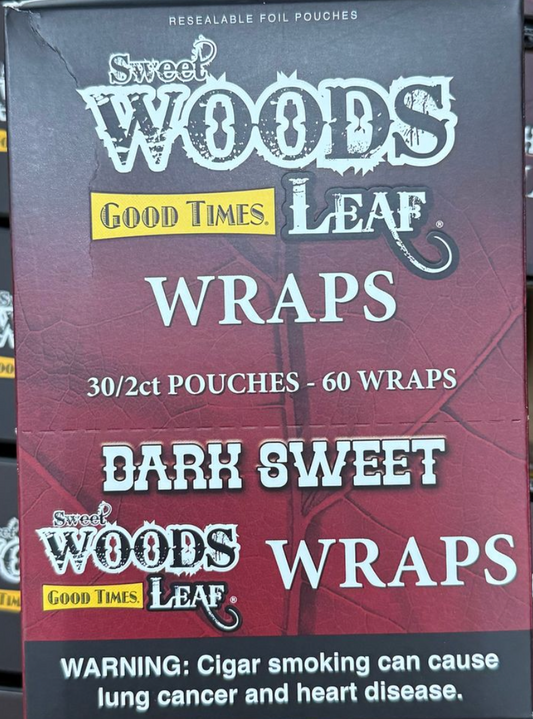 RESEALABLE FOIL POUCHES
Sweet
WOODS
GOOD TIMES® LEAF®
WRAPS
30/2ct POUCHES - 60 WRAPS
DARK SWEET
Sweet
WOODS
GOOD TIMES® LEAF®
WRAPS
WARNING: Cigar smoking can cause
lung cancer and heart disease.